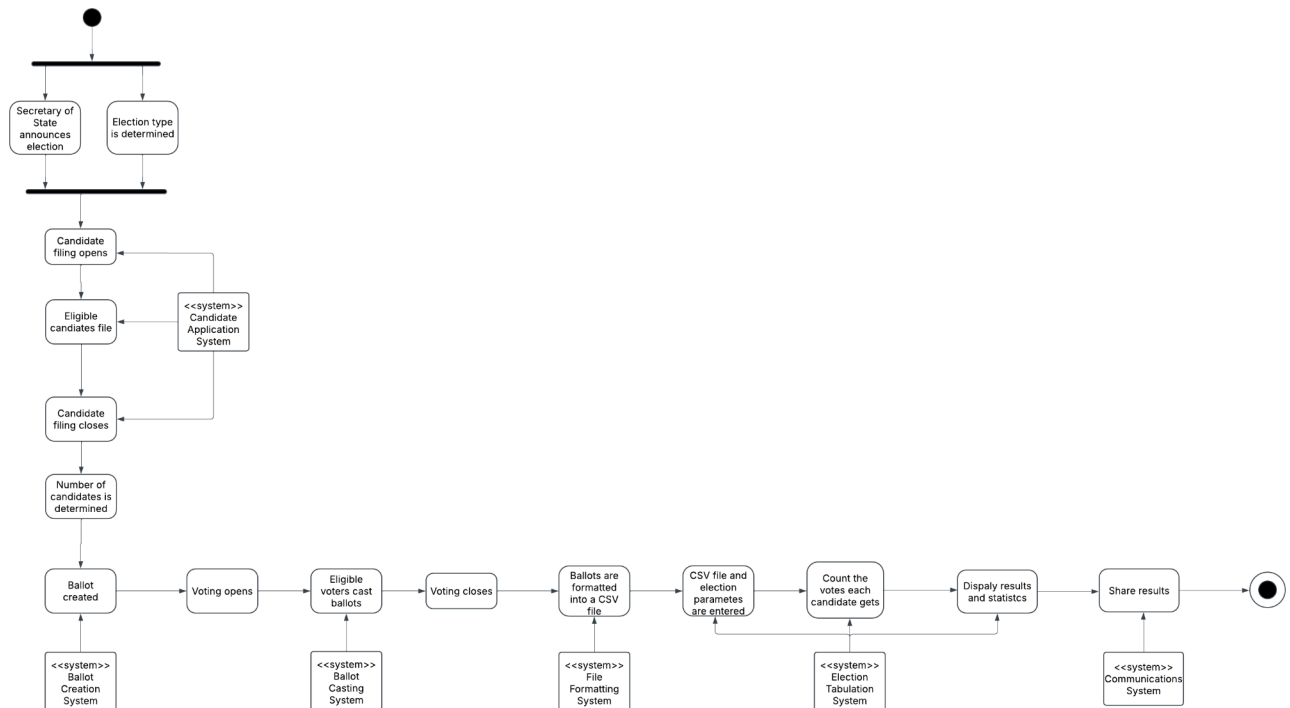 Secretary of
State
announces
election
Election type
is determined
Candidate
filing opens
<<system>>
Candidate
Application
System
Eligible
candiates file
Candidate
filing closes
Number of
candidates is
determined
Ballot
created
Voting opens
Eligible
voters cast
ballots
Voting closes
Ballots are
formatted
into a CSV
file
CSV file and
election
parametes
are entered
Count the
votes each
candidate gets
Dispaly results
and statistcs
Share results
<<system>>
Ballot
Creation
System
<<system>>
Ballot
Casting
System
<<system>>
File
Formatting
System
<<system>>
Election
Tabulation
System
<<system>>
Communications
System